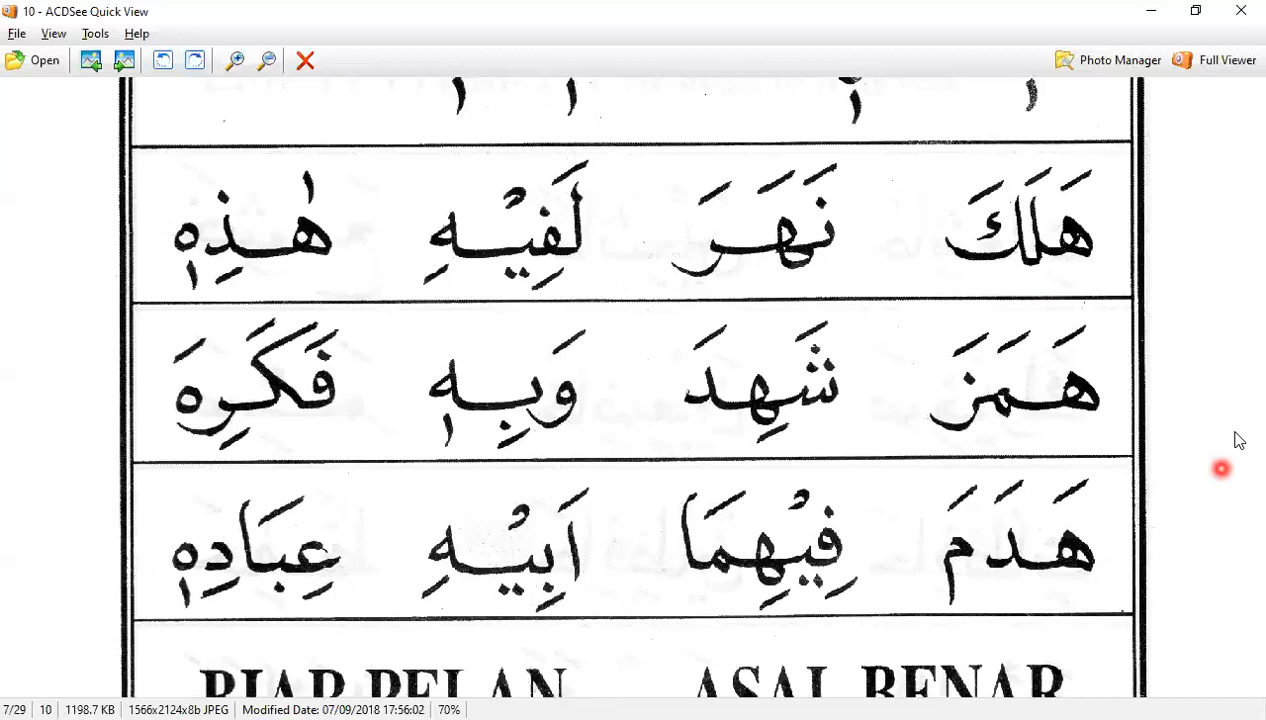 10 - ACDSee Quick View
File View Tools Help
Open Photo Manager Full Viewer
هَلَكَ نَهَرَ لَفِيْهِ هٰذِهٖ
هَمَزَ شَهِدَ وَبِهٖ فَكَرِهَ
هَدَمَ فِيْهِمَا اَبِيْهِ عِبَادِهٖ
BIAR PELAN ASAL BENAR
7/29 10 1198.7 KB 1566x2124x8b JPEG Modified Date: 07/09/2018 17:56:02 70%